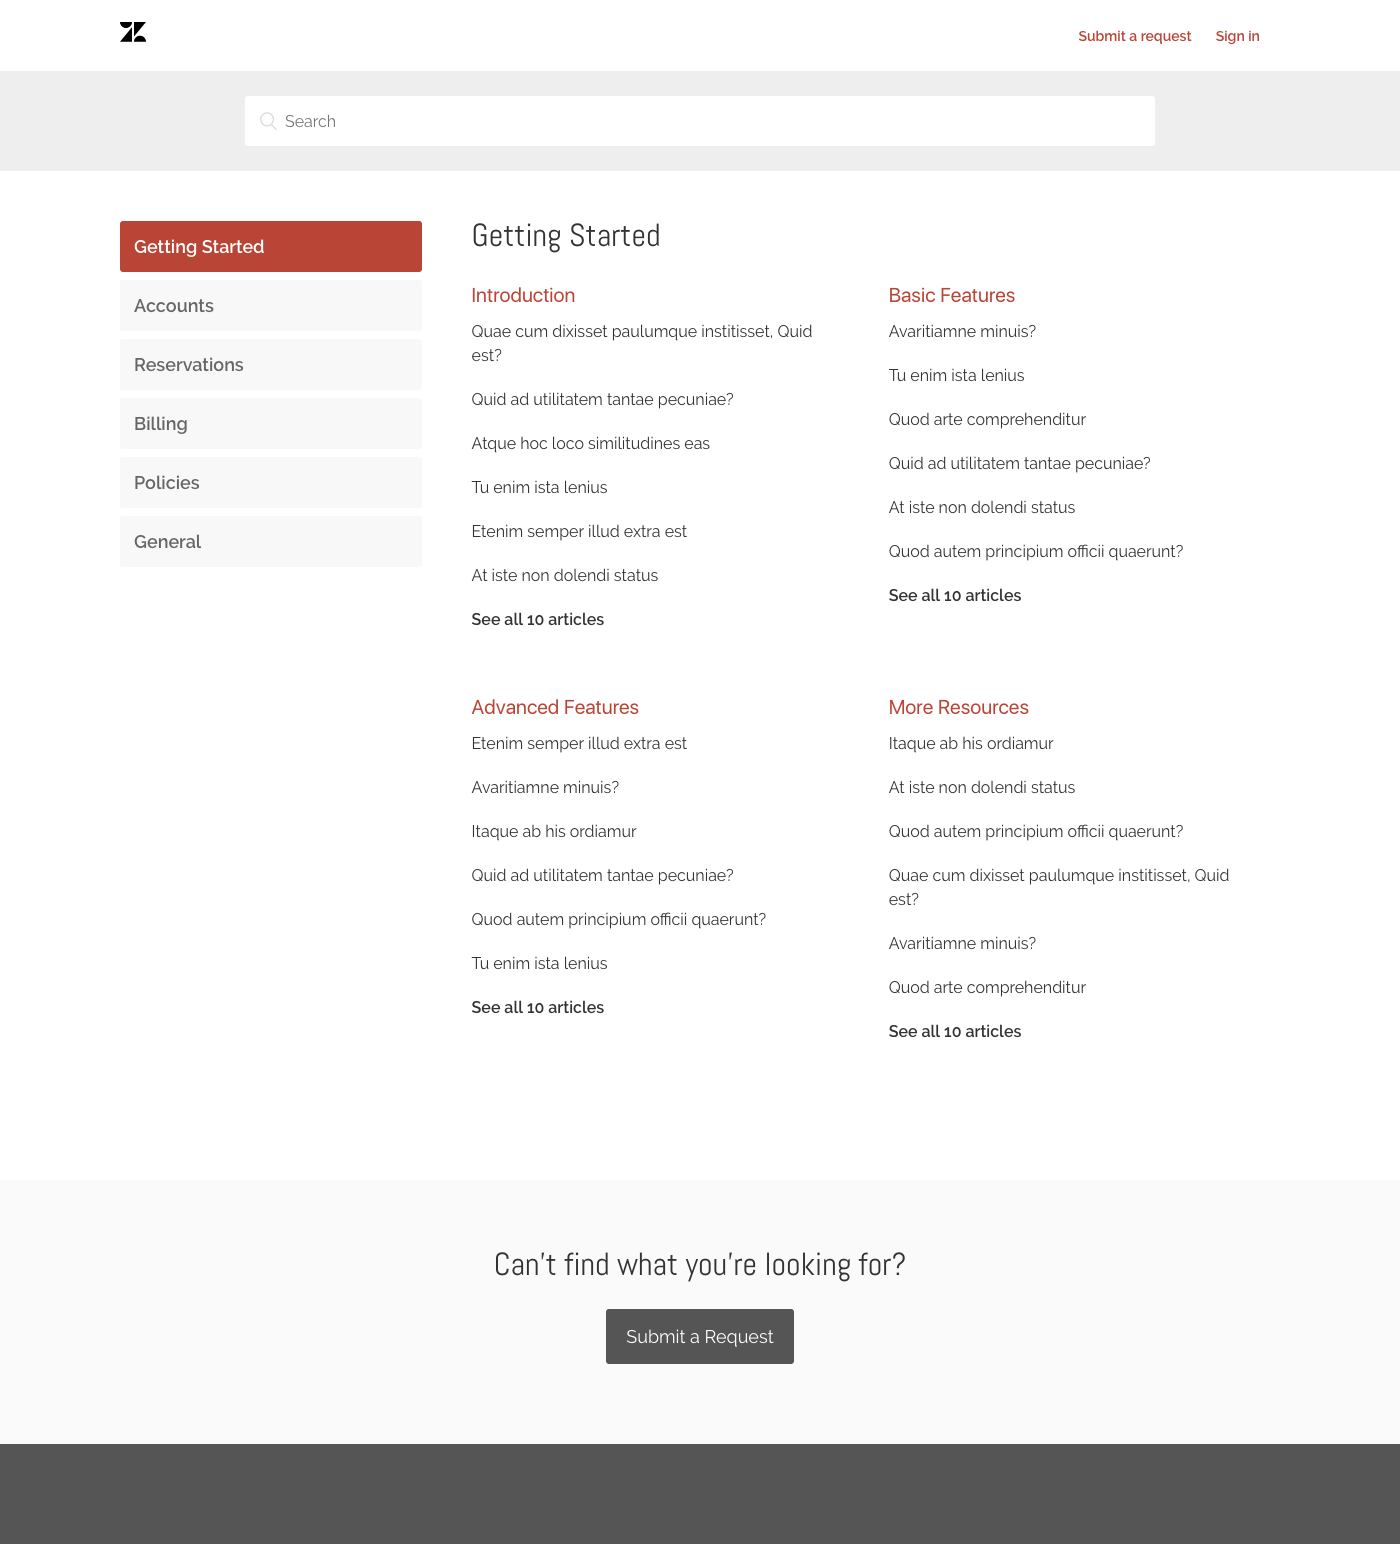 Submit a request
Sign in
Search
Getting Started
Accounts
Reservations
Billing
Policies
General
Getting Started
Introduction
Quae cum dixisset paulumque institisset, Quid
est?
Quid ad utilitatem tantae pecuniae?
Atque hoc loco similitudines eas
Tu enim ista lenius
Etenim semper illud extra est
At iste non dolendi status
See all 10 articles
Basic Features
Avaritiamne minuis?
Tu enim ista lenius
Quod arte comprehenditur
Quid ad utilitatem tantae pecuniae?
At iste non dolendi status
Quod autem principium officii quaerunt?
See all 10 articles
Advanced Features
Etenim semper illud extra est
Avaritiamne minuis?
Itaque ab his ordiamur
Quid ad utilitatem tantae pecuniae?
Quod autem principium officii quaerunt?
Tu enim ista lenius
See all 10 articles
More Resources
Itaque ab his ordiamur
At iste non dolendi status
Quod autem principium officii quaerunt?
Quae cum dixisset paulumque institisset, Quid
est?
Avaritiamne minuis?
Quod arte comprehenditur
See all 10 articles
Can't find what you're looking for?
Submit a Request